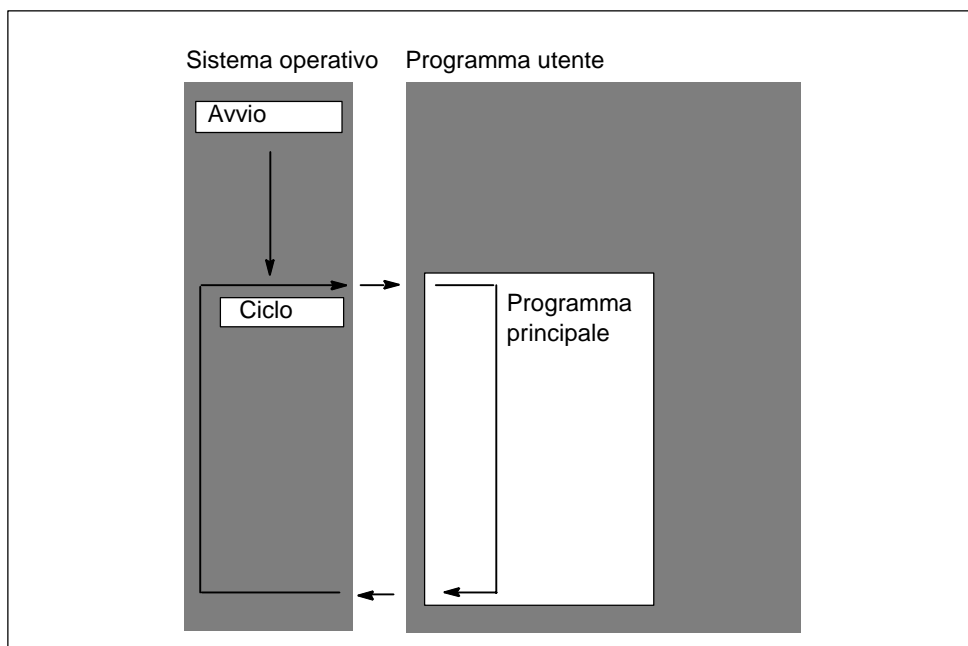 Sistema operativo
Programma utente
Avvio
Ciclo
Programma
principale